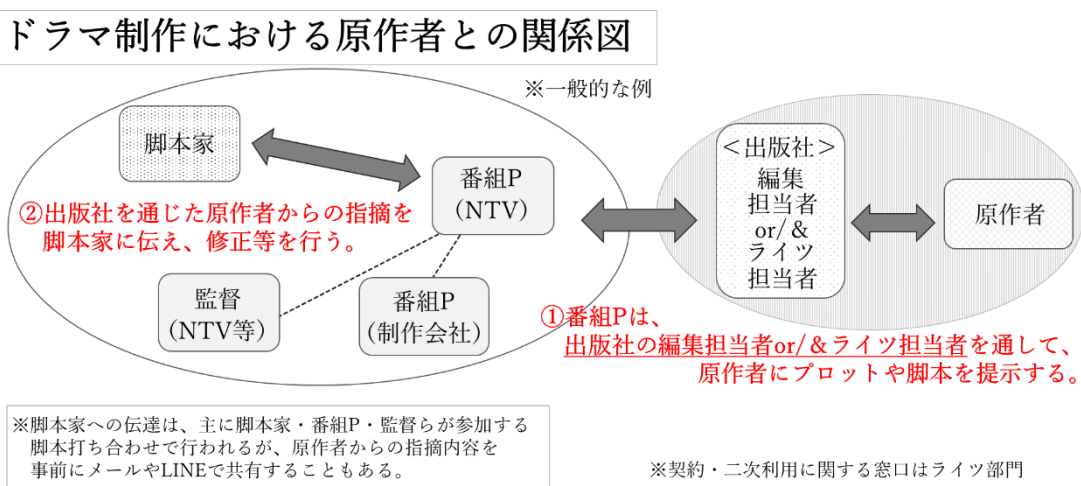 ドラマ制作における原作者との関係図
※一般的な例
脚本家
番組P
(NTV)
②出版社を通じた原作者からの指摘を
脚本家に伝え、修正等を行う。
監督
(NTV等)
番組P
(制作会社)
<出版社>
編集
担当者
or/&
ライツ
担当者
原作者
①番組Pは、
出版社の編集担当者or/&ライツ担当者を通して、
原作者にプロットや脚本を提示する。
※脚本家への伝達は、主に脚本家・番組P・監督らが参加する
脚本打ち合わせで行われるが、原作者からの指摘内容を
事前にメールやLINEで共有することもある。
※契約・二次利用に関する窓口はライツ部門